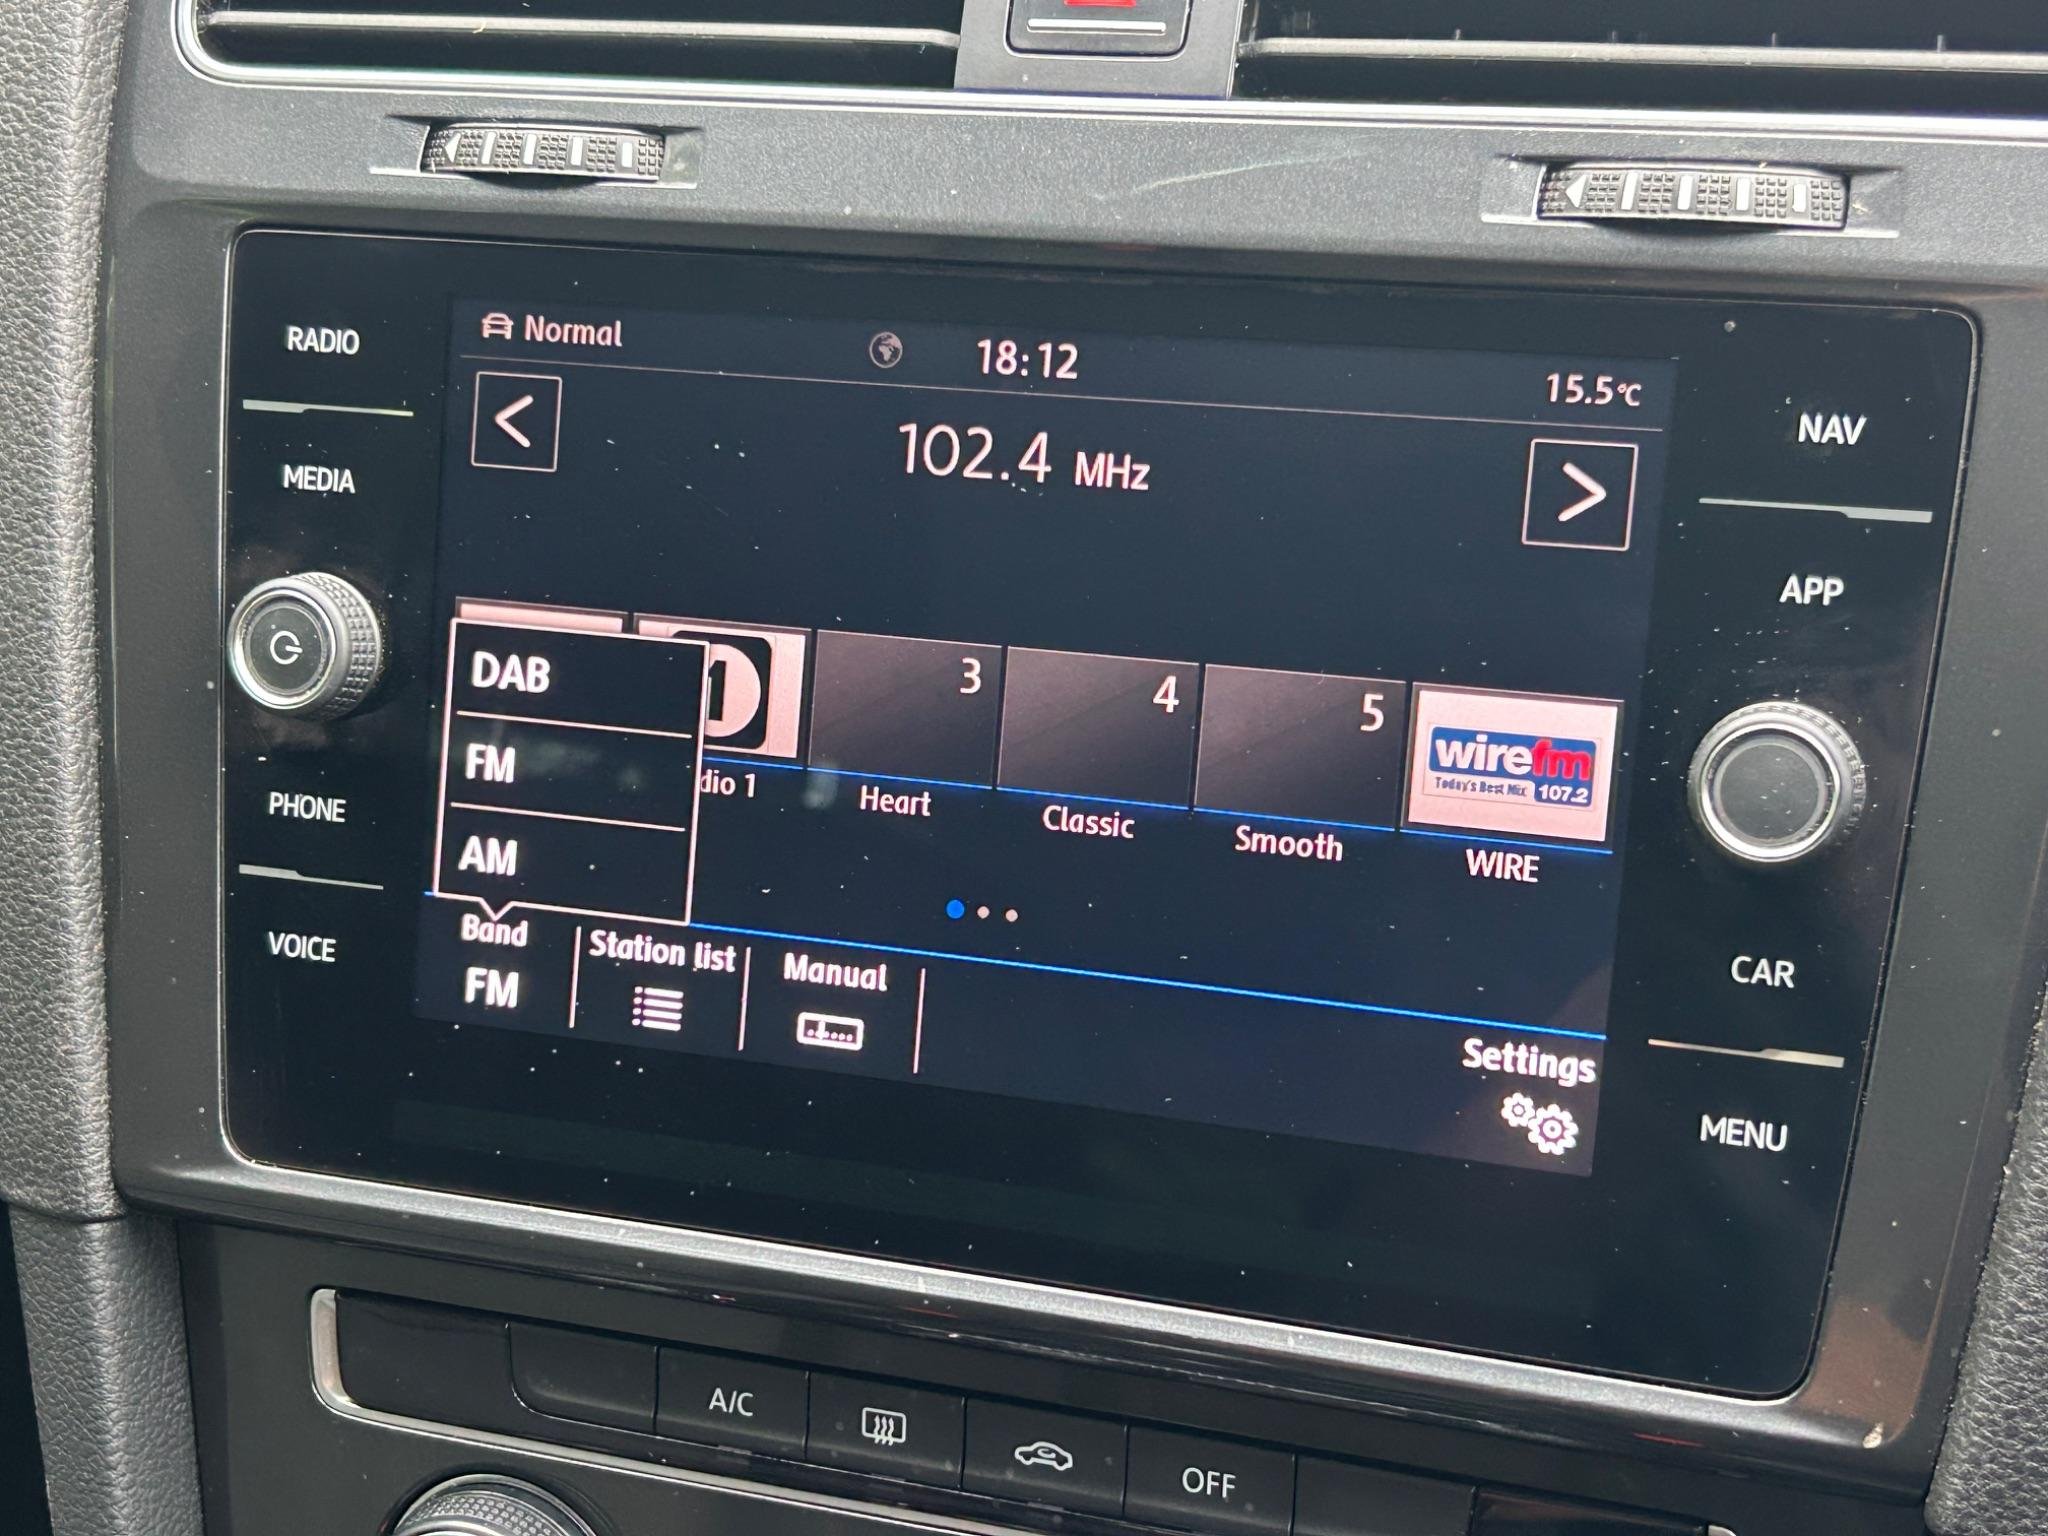 RADIO
MEDIA
PHONE
VOICE
Normal
18:12
15.5°C
102.4 MHz
DAB
FM
AM
1
dio 1
3
Heart
4
Classic
5
Smooth
wirefm
Today's Best Mix 107.2
WIRE
Band
FM
Station list
Manual
Settings
NAV
APP
CAR
MENU
A/C
OFF